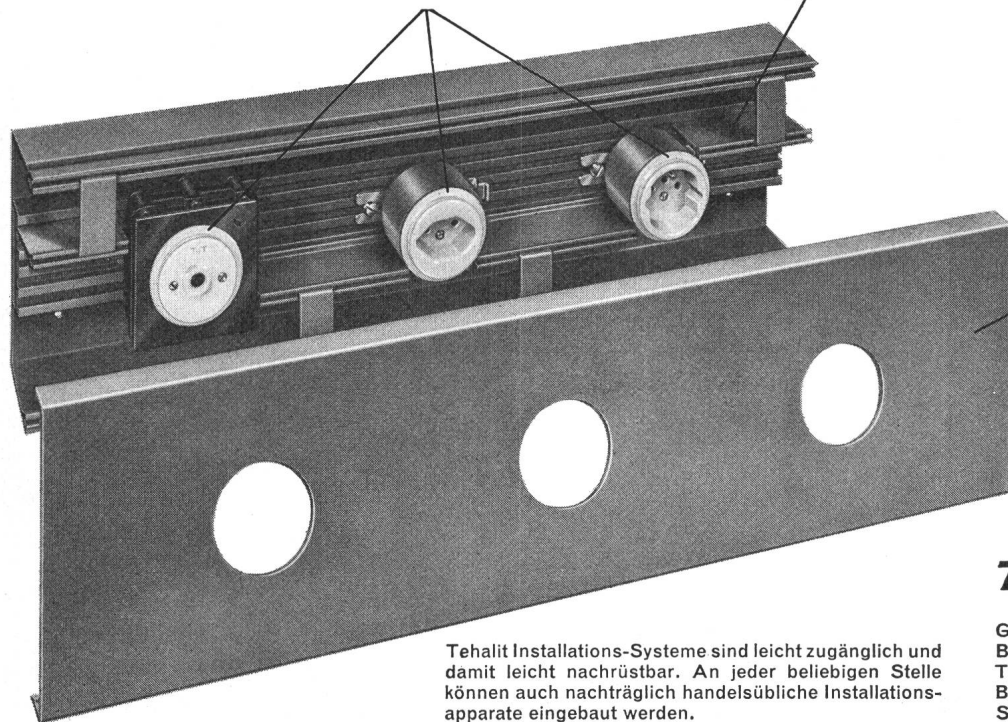 Tehalit Installations-Systeme sind leicht zugänglich und
damit leicht nachrüstbar. An jeder beliebigen Stelle
können auch nachträglich handelsübliche Installations-
apparate eingebaut werden.